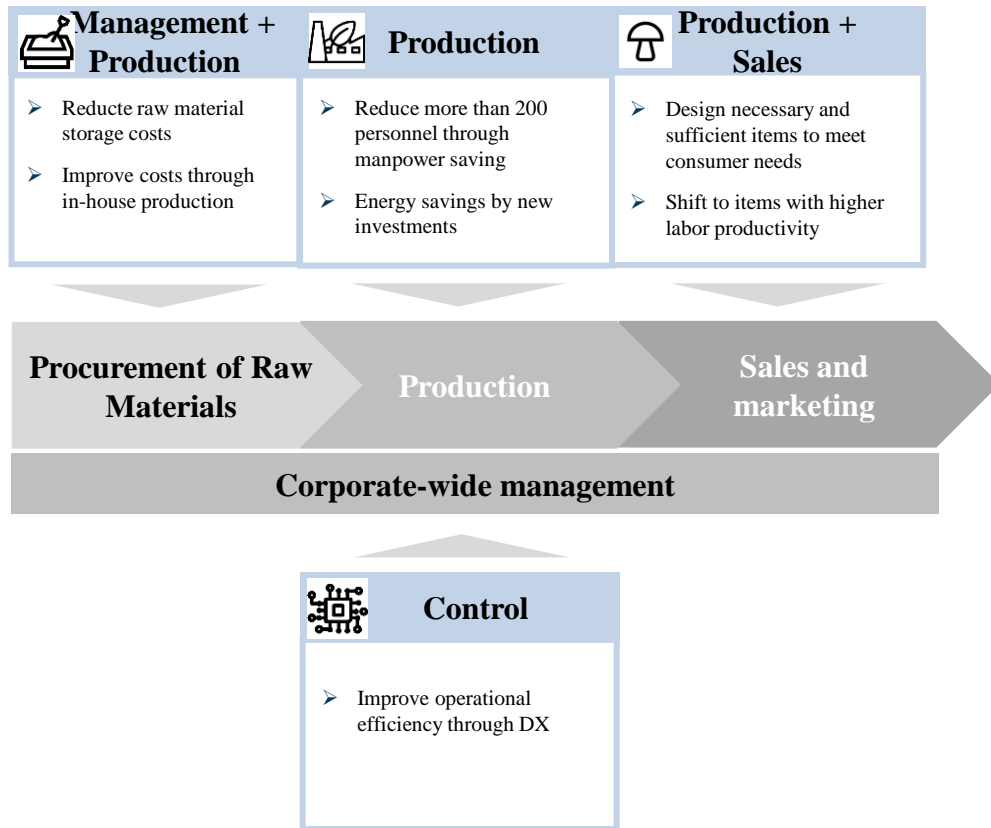 Management +
Production
➢ Reducte raw material
storage costs
➢ Improve costs through
in-house production
Production
➢ Reduce more than 200
personnel through
manpower saving
➢ Energy savings by new
investments
Production +
Sales
➢ Design necessary and
sufficient items to meet
consumer needs
➢ Shift to items with higher
labor productivity
Procurement of Raw
Materials
Production
Sales and
marketing
Corporate-wide management
Control
➢ Improve operational
efficiency through DX